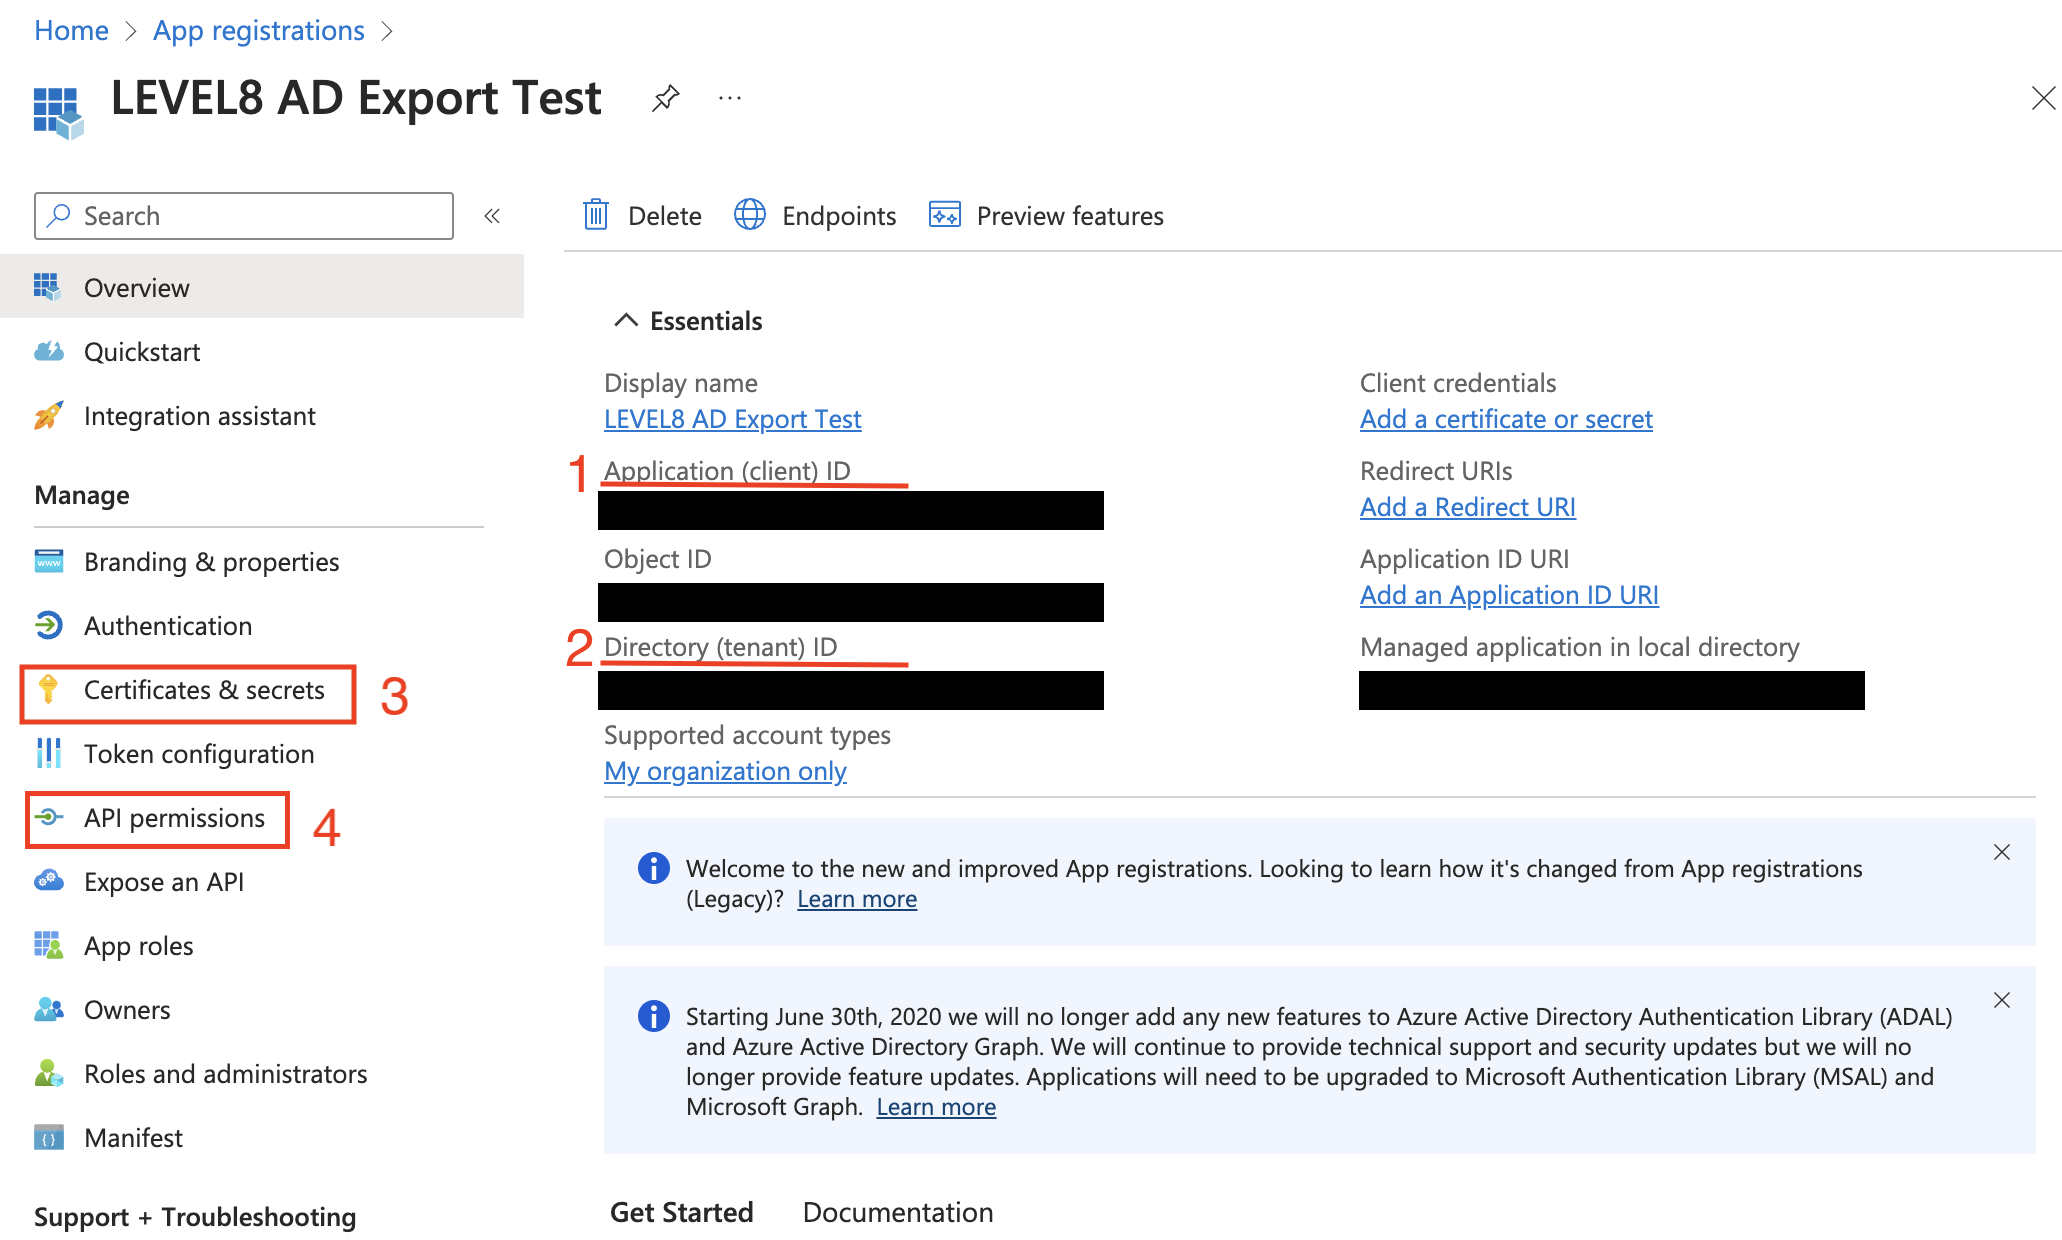 Home > App registrations >
LEVEL8 AD Export Test
Search
Delete Endpoints Preview features
Overview
Quickstart
Integration assistant
Manage
Branding & properties
www
Authentication
Certificates & secrets 3
Token configuration
API permissions 4
Expose an API
App roles
Owners
Roles and administrators
Manifest
Support + Troubleshooting
Essentials
Display name
LEVEL8 AD Export Test
1 Application (client) ID
Object ID
2 Directory (tenant) ID
Supported account types
My organization only
Client credentials
Add a certificate or secret
Redirect URIs
Add a Redirect URI
Application ID URI
Add an Application ID URI
Managed application in local directory
Welcome to the new and improved App registrations. Looking to learn how it's changed from App registrations
(Legacy)? Learn more
Starting June 30th, 2020 we will no longer add any new features to Azure Active Directory Authentication Library (ADAL)
and Azure Active Directory Graph. We will continue to provide technical support and security updates but we will no
longer provide feature updates. Applications will need to be upgraded to Microsoft Authentication Library (MSAL) and
Microsoft Graph. Learn more
Get Started Documentation